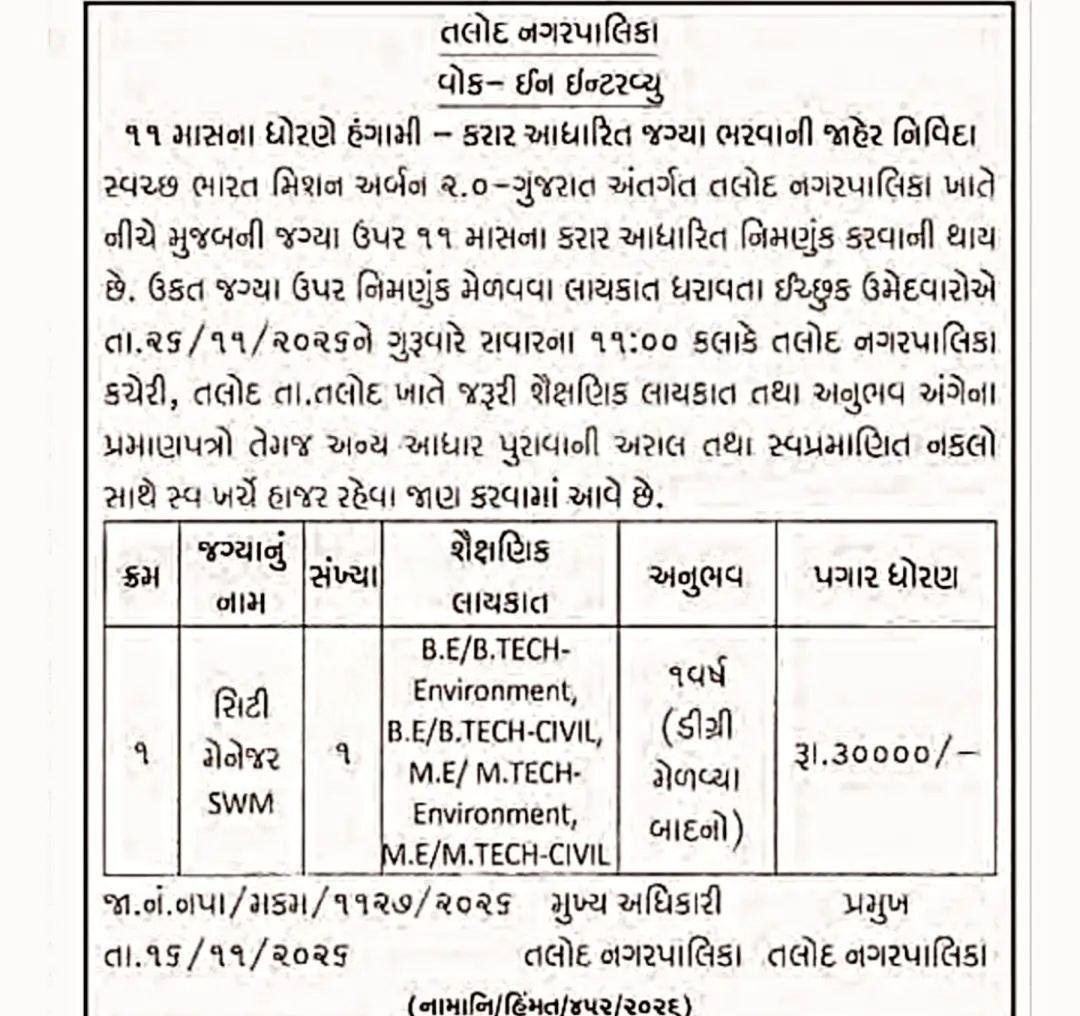 તલોદ નગરપાલિકા
વોક- ઈન ઈન્ટરવ્યુ
૧૧ માસના ધોરણે હંગામી - કરાર આધારિત જગ્યા ભરવાની જાહેર નિવિદા
સ્વચ્છ ભારત મિશન અર્બન ૨.૦-ગુજરાત અંતર્ગત તલોદ નગરપાલિકા ખાતે
નીચે મુજબની જગ્યા ઉપર ૧૧ માસના કરાર આધારિત નિમણુંક કરવાની થાય
છે. ઉકત જગ્યા ઉપર નિમણુંક મેળવવા લાયકાત ધરાવતા ઈચ્છુક ઉમેદવારોએ
તા.૨૬/૧૧/૨૦૨૬ને ગુરૂવારે સવારના ૧૧:૦૦ કલાકે તલોદ નગરપાલિકા
કચેરી, તલોદ તા.તલોદ ખાતે જરૂરી શૈક્ષણિક લાયકાત તથા અનુભવ અંગેના
પ્રમાણપત્રો તેમજ અન્ય આધાર પુરાવાની અસલ તથા સ્વપ્રમાણિત નકલો
સાથે સ્વ ખર્ચે હાજર રહેવા જાણ કરવામાં આવે છે.
ક્રમ જગ્યાનું નામ સંખ્યા શૈક્ષણિક લાયકાત અનુભવ પગાર ધોરણ
૧ સિટી મેનેજર SWM ૧ B.E/B.TECH-
Environment,
B.E/B.TECH-CIVIL,
M.E/ M.TECH-
Environment,
M.E/M.TECH-CIVIL
૧વર્ષ
(ડીગ્રી
મેળવ્યા
બાદનો)
રૂા.૩૦૦૦૦/-
જા.નં.નપા/મકમ/૧૧૨૭/૨૦૨૬ મુખ્ય અધિકારી પ્રમુખ
તા.૧૬/૧૧/૨૦૨૬ તલોદ નગરપાલિકા તલોદ નગરપાલિકા
(નામાનિ/હિંમત/૪૫૨/૨૦૨૬)